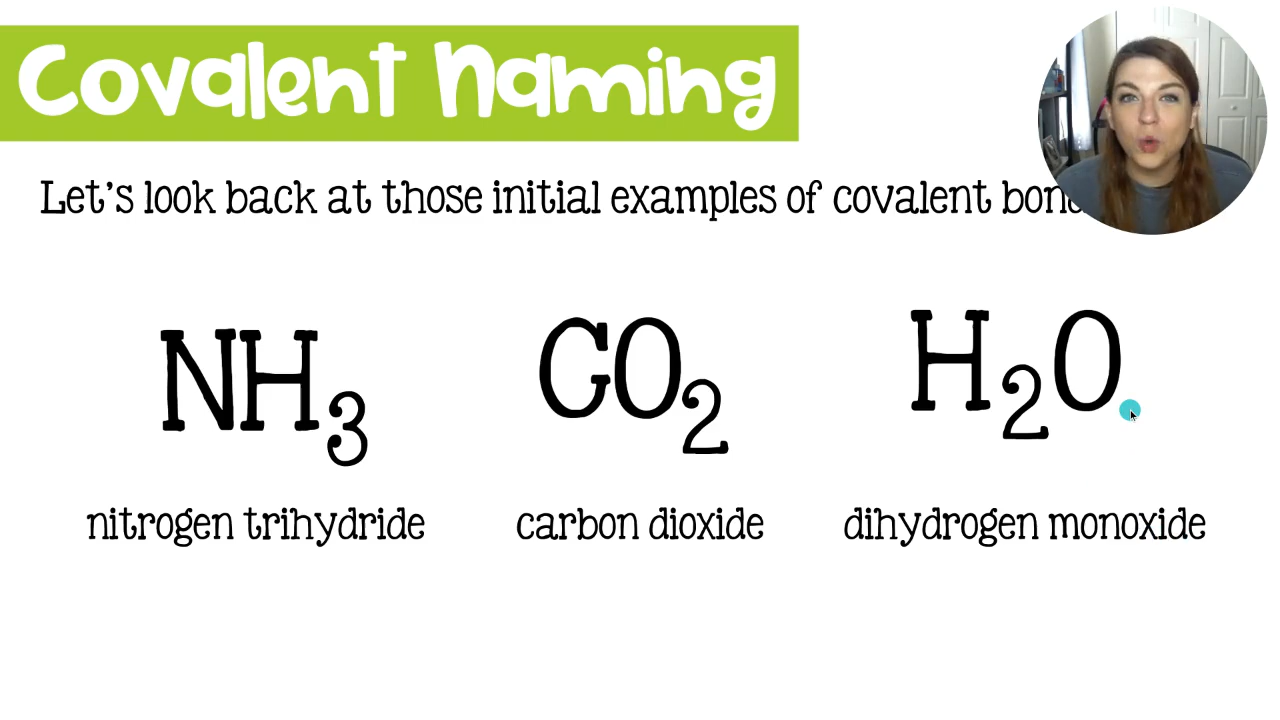 Covalent Naming
Let's look back at those initial examples of covalent
NH₃ CO₂ H₂O
nitrogen trihydride carbon dioxide dihydrogen monoxide